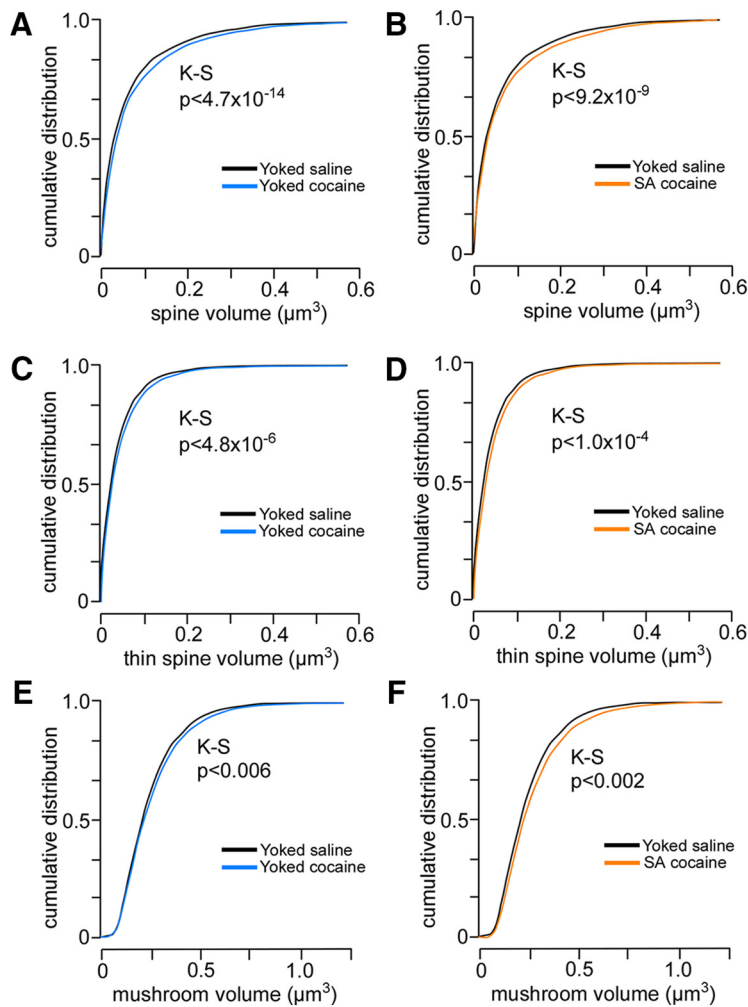 A
cumulative distribution
1.0
0.5
0
K-S
p<4.7x10⁻¹⁴
Yoked saline
Yoked cocaine
0 0.2 0.4 0.6
spine volume (µm³)
B
cumulative distribution
1.0
0.5
0
K-S
p<9.2x10⁻⁹
Yoked saline
SA cocaine
0 0.2 0.4 0.6
spine volume (µm³)
C
cumulative distribution
1.0
0.5
0
K-S
p<4.8x10⁻⁶
Yoked saline
Yoked cocaine
0 0.2 0.4 0.6
thin spine volume (µm³)
D
cumulative distribution
1.0
0.5
0
K-S
p<1.0x10⁻⁴
Yoked saline
SA cocaine
0 0.2 0.4 0.6
thin spine volume (µm³)
E
cumulative distribution
1.0
0.5
0
K-S
p<0.006
Yoked saline
Yoked cocaine
0 0.5 1.0
mushroom volume (µm³)
F
cumulative distribution
1.0
0.5
0
K-S
p<0.002
Yoked saline
SA cocaine
0 0.5 1.0
mushroom volume (µm³)